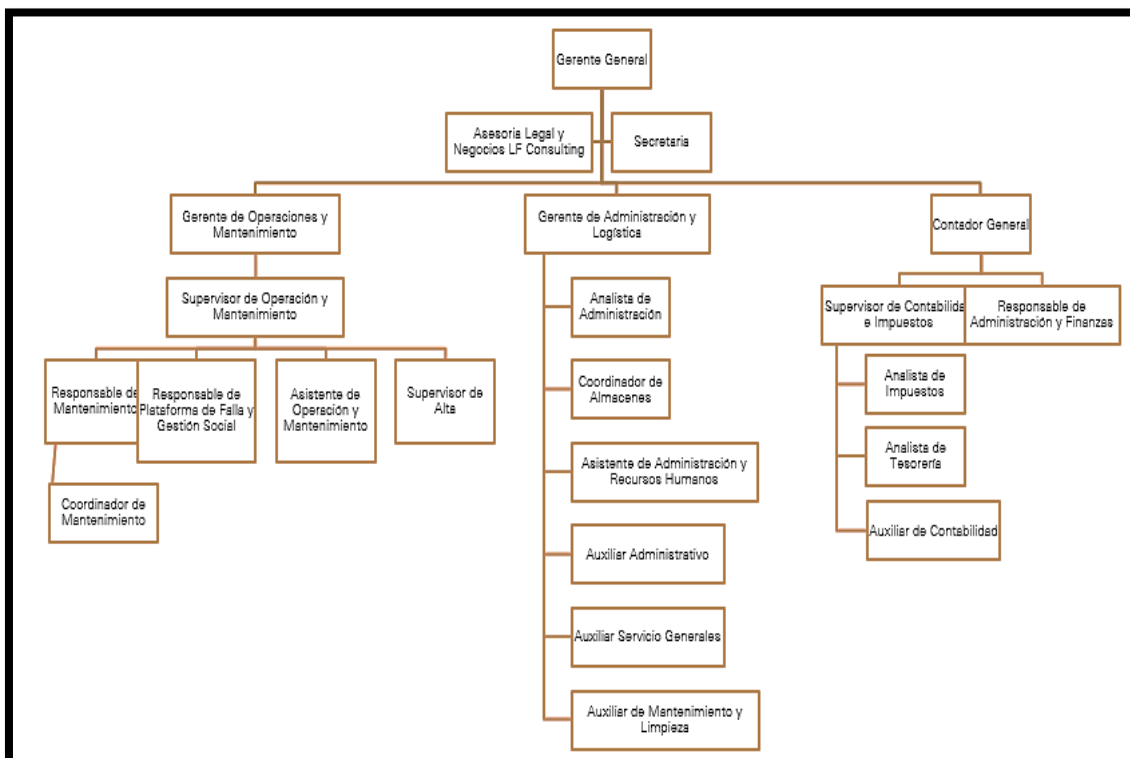 Gerente General
Asesoria Legal y
Negocios LF Consulting
Secretaria
Gerente de Operaciones y
Mantenimiento
Gerente de Administración y
Logística
Contador General
Supervisor de Operación y
Mantenimiento
Responsable de
Mantenimiento
Responsable de
Plataforma de Falla y
Gestión Social
Asistente de
Operación y
Mantenimiento
Supervisor de
Alta
Coordinador de
Mantenimiento
Analista de
Administración
Coordinador de
Almacenes
Asistente de Administración y
Recursos Humanos
Auxiliar Administrativo
Auxiliar Servicio Generales
Auxiliar de Mantenimiento y
Limpieza
Supervisor de Contabilida
e Impuestos
Responsable de
Administración y Finanzas
Analista de
Impuestos
Analista de
Tesorería
Auxiliar de Contabilidad